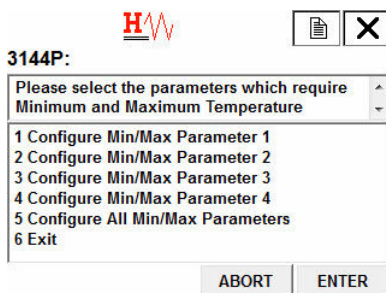 H
3144P:
Please select the parameters which require
Minimum and Maximum Temperature
1 Configure Min/Max Parameter 1
2 Configure Min/Max Parameter 2
3 Configure Min/Max Parameter 3
4 Configure Min/Max Parameter 4
5 Configure All Min/Max Parameters
6 Exit
ABORT ENTER